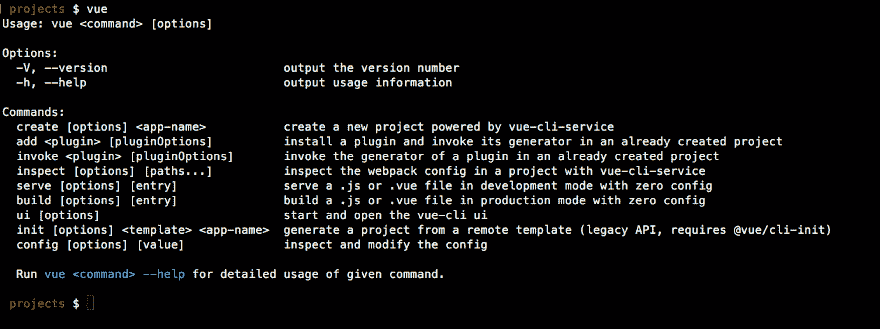 projects $ vue
Usage: vue <command> [options]

Options:
  -V, --version                         output the version number
  -h, --help                            output usage information

Commands:
  create [options] <app-name>           create a new project powered by vue-cli-service
  add <plugin> [pluginOptions]          install a plugin and invoke its generator in an already created project
  invoke <plugin> [pluginOptions]       invoke the generator of a plugin in an already created project
  inspect [options] [paths...]          inspect the webpack config in a project with vue-cli-service
  serve [options] [entry]               serve a .js or .vue file in development mode with zero config
  build [options] [entry]               build a .js or .vue file in production mode with zero config
  ui [options]                          start and open the vue-cli ui
  init [options] <template> <app-name>  generate a project from a remote template (legacy API, requires @vue/cli-init)
  config [options] [value]              inspect and modify the config

  Run vue <command> --help for detailed usage of given command.

projects $